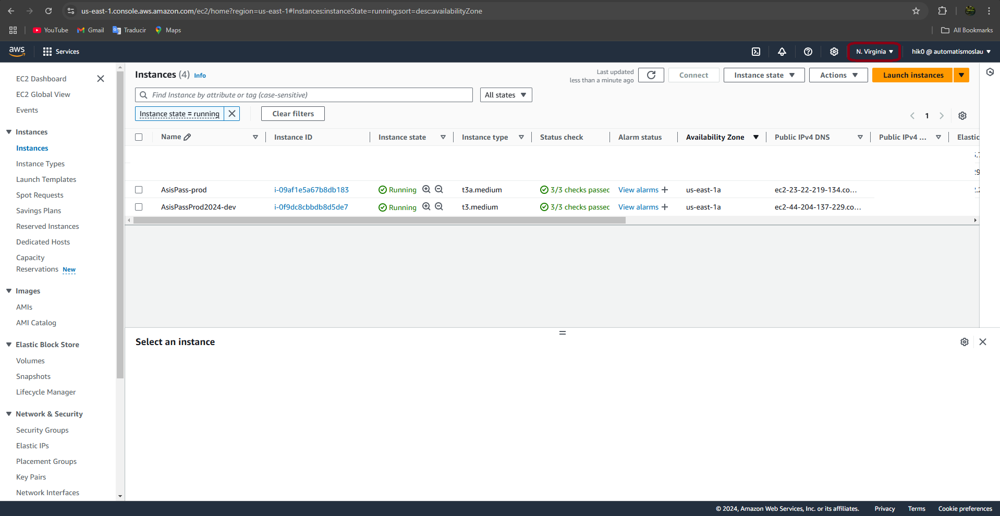 us-east-1.console.aws.amazon.com/ec2/home?region=us-east-1#Instances:instanceState=running;sort=desc:availabilityZone
YouTube Gmail Traducir Maps All Bookmarks
aws Services N. Virginia hik0 @ automatismoslau
EC2 Dashboard
EC2 Global View
Events
Instances
Instances
Instance Types
Launch Templates
Spot Requests
Savings Plans
Reserved Instances
Dedicated Hosts
Capacity
Reservations New
Images
AMIs
AMI Catalog
Elastic Block Store
Volumes
Snapshots
Lifecycle Manager
Network & Security
Security Groups
Elastic IPs
Placement Groups
Key Pairs
Network Interfaces
Instances (4) Info
Last updated
less than a minute ago
Connect Instance state Actions Launch instances
Find Instance by attribute or tag (case-sensitive) All states
Instance state = running Clear filters
1
Name Instance ID Instance state Instance type Status check Alarm status Availability Zone Public IPv4 DNS Public IPv4 ... Elastic
AsisPass-prod i-09af1e5a67b8db183 Running t3a.medium 3/3 checks passed View alarms + us-east-1a ec2-23-22-219-134.co...
AsisPassProd2024-dev i-0f9dc8cbbdb8d5de7 Running t3.medium 3/3 checks passed View alarms + us-east-1a ec2-44-204-137-229.co...
Select an instance
© 2024, Amazon Web Services, Inc. or its affiliates. Privacy Terms Cookie preferences